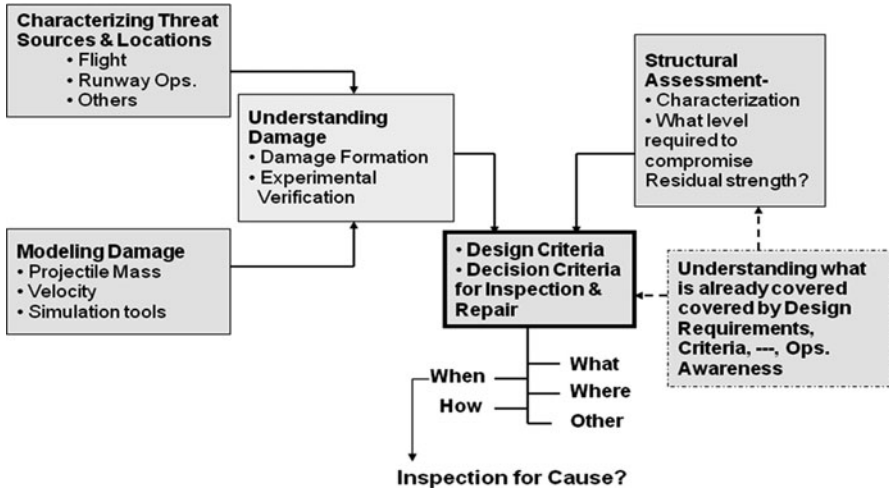 Characterizing Threat
Sources & Locations
• Flight
• Runway Ops.
• Others
Understanding
Damage
• Damage Formation
• Experimental
Verification
Modeling Damage
• Projectile Mass
• Velocity
• Simulation tools
Structural
Assessment-
• Characterization
• What level
required to
compromise
Residual strength?
• Design Criteria
• Decision Criteria
for Inspection &
Repair
Understanding what
is already covered
covered by Design
Requirements,
Criteria, ---, Ops.
Awareness
What
When
Where
How
Other
Inspection for Cause?